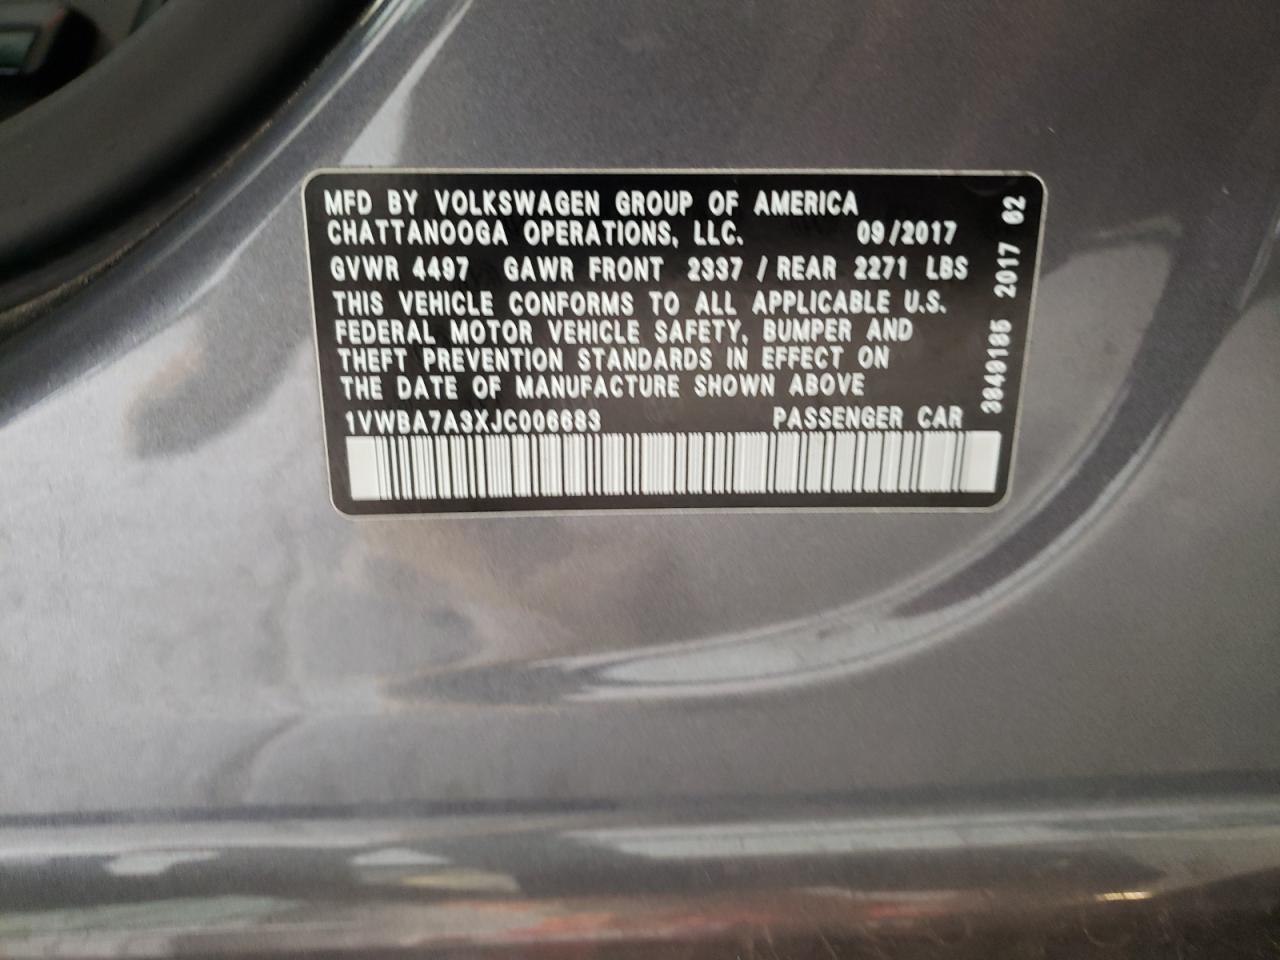 MFD BY VOLKSWAGEN GROUP OF AMERICA
CHATTANOOGA OPERATIONS, LLC. 09/2017
GVWR 4497 GAWR FRONT 2337 / REAR 2271 LBS
THIS VEHICLE CONFORMS TO ALL APPLICABLE U.S.
FEDERAL MOTOR VEHICLE SAFETY, BUMPER AND
THEFT PREVENTION STANDARDS IN EFFECT ON
THE DATE OF MANUFACTURE SHOWN ABOVE
1VWBA7A3XJC006683 PASSENGER CAR
3849185 2017 62